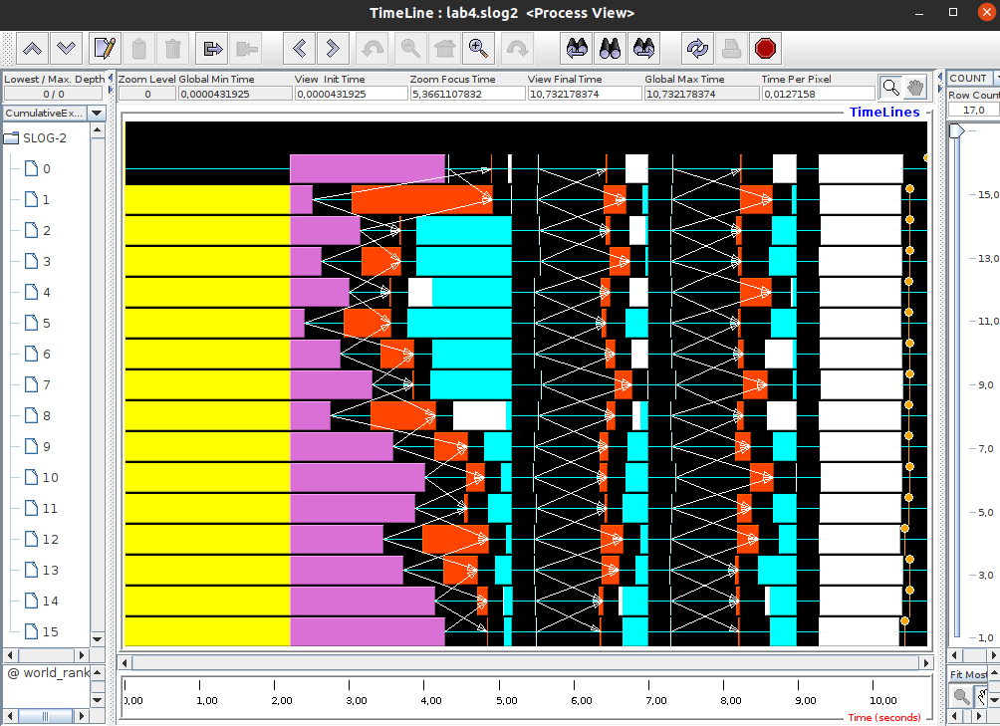 TimeLine : lab4.slog2 <Process View>
Lowest / Max. Depth
0 / 0
Zoom Level
0
Global Min Time
0,0000431925
View Init Time
0,0000431925
Zoom Focus Time
5,3661107832
View Final Time
10,732178374
Global Max Time
10,732178374
Time Per Pixel
0,0127158
COUNT
Row Count
17,0
CumulativeEx...
TimeLines
SLOG-2
0
1
2
3
4
5
6
7
8
9
10
11
12
13
14
15
15,0
13,0
11,0
9,0
7,0
5,0
3,0
1,0
@ world_rank
Fit Most
0,00 1,00 2,00 3,00 4,00 5,00 6,00 7,00 8,00 9,00 10,00
Time (seconds)